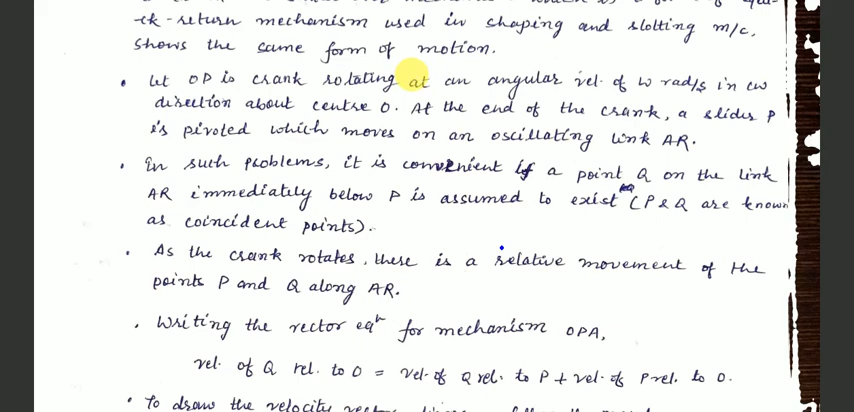 -ck-return mechanism used in shaping and slotting m/c,
shows the same form of motion.
• Let OP is crank rotating at an angular vel. of ω rad/s in cw
direction about centre O. At the end of the crank, a slider P
is pivoted which moves on an oscillating link AR.
• In such problems, it is convenient if a point Q on the link
AR immediately below P is assumed to exist (P & Q are known
as coincident points).
• As the crank rotates, there is a relative movement of the
points P and Q along AR.
• Writing the vector eqn for mechanism OPA,
vel. of Q rel. to O = vel. of Q rel. to P + vel. of P rel. to O.
• To draw the velocity